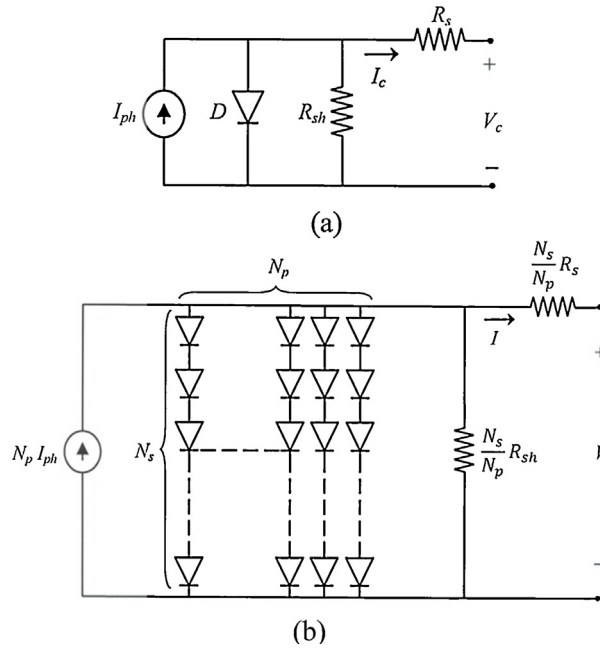 R_s
I_ph D R_sh I_c + V_c −
(a)
N_p
N_s/N_p R_s
I
+
N_p I_ph N_s N_s/N_p R_sh
−
(b)